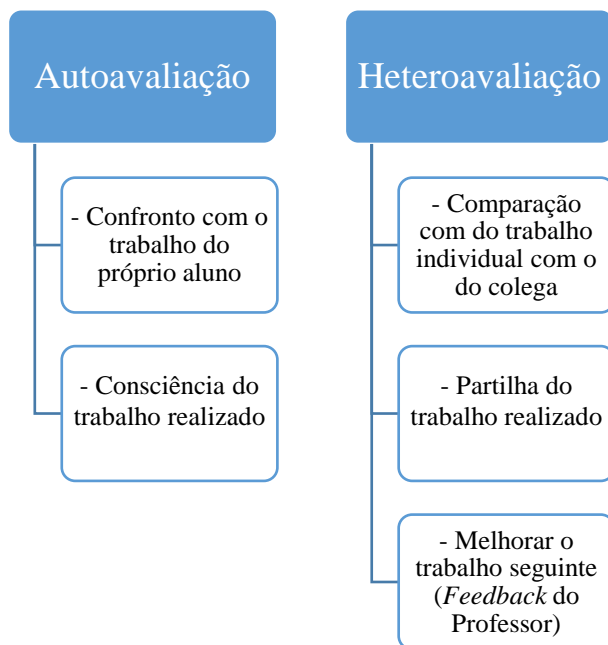 Autoavaliação
- Confronto com o
trabalho do
próprio aluno
- Consciência do
trabalho realizado
Heteroavaliação
- Comparação
com do trabalho
individual com o
do colega
- Partilha do
trabalho realizado
- Melhorar o
trabalho seguinte
(Feedback do
Professor)